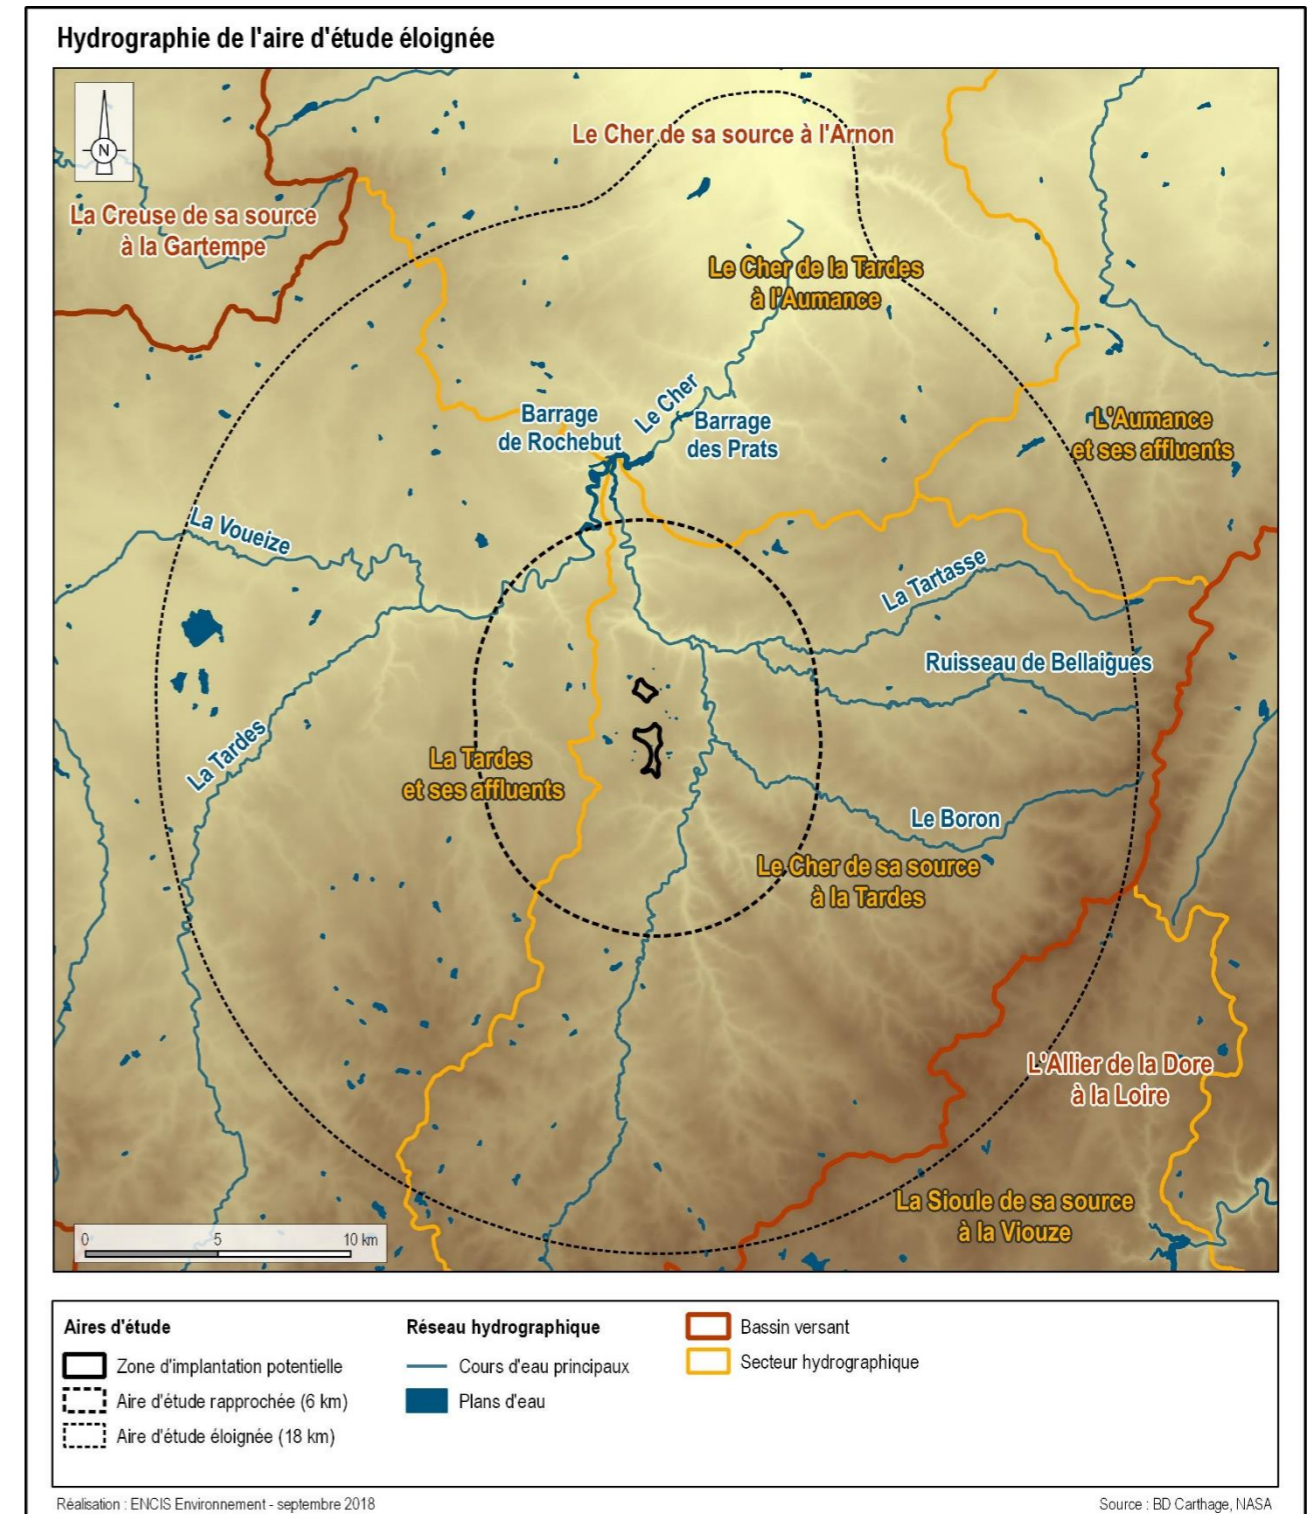 Hydrographie de l'aire d'étude éloignée
N
Le Cher de sa source à l'Arnon
La Creuse de sa source
à la Gartempe
Le Cher de la Tardes
à l'Aumance
Le Cher
Barrage
de Rochebut
Barrage
des Prats
L'Aumance
et ses affluents
La Voueize
La Tartasse
Ruisseau de Bellaigues
La Tardes
La Tardes
et ses affluents
Le Boron
Le Cher de sa source
à la Tardes
L'Allier de la Dore
à la Loire
La Sioule de sa source
à la Viouze
0 5 10 km
Aires d'étude
Zone d'implantation potentielle
Aire d'étude rapprochée (6 km)
Aire d'étude éloignée (18 km)
Réseau hydrographique
Cours d'eau principaux
Plans d'eau
Bassin versant
Secteur hydrographique
Réalisation : ENCIS Environnement - septembre 2018
Source : BD Carthage, NASA